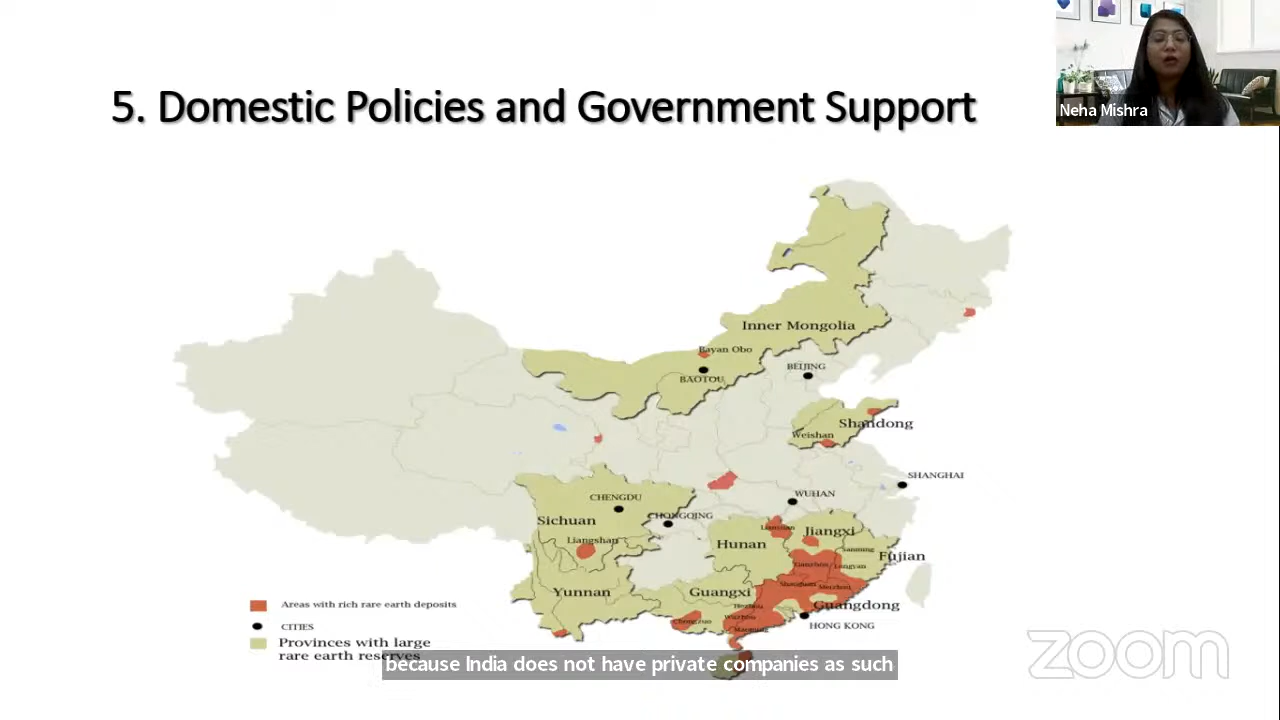 5. Domestic Policies and Government Support
Neha Mishra
Inner Mongolia
Bayan Obo
BAOTOU
BEIJING
Shandong
Weishan
SHANGHAI
CHENGDU
WUHAN
CHONGQING
Sichuan
Liangshan
Hunan
Jiangxi
Fujian
Longyan
Yunnan
Guangxi
Guangdong
HONG KONG
Areas with rich rare earth deposits
CITIES
Provinces with large
rare earth reserves
because India does not have private companies as such
zoom